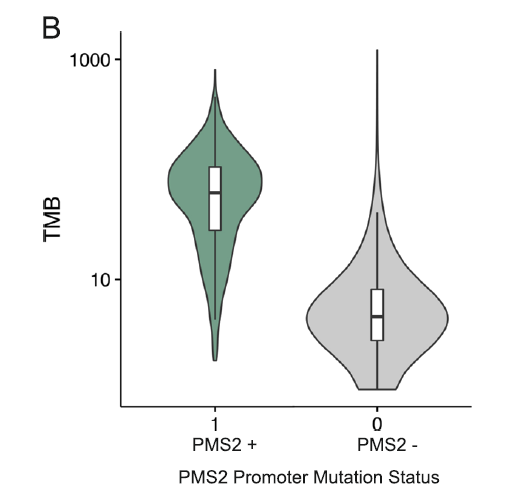 B
1000
TMB
10
1 0
PMS2 + PMS2 -
PMS2 Promoter Mutation Status